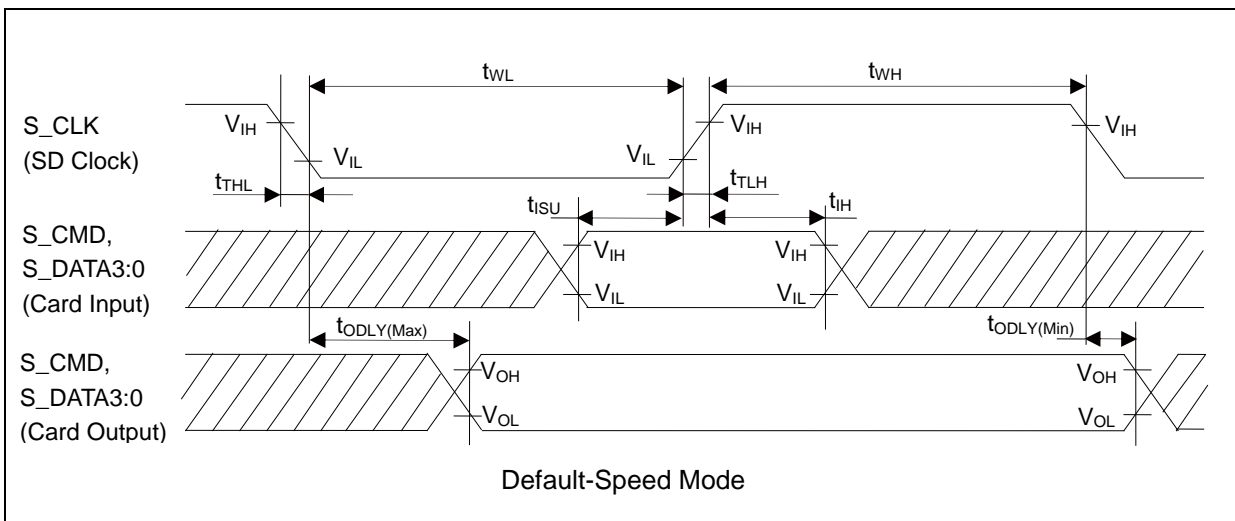 tWL
tWH
S_CLK
(SD Clock)
VIH
VIL
VIL
VIH
VIH
tTHL
tTLH
tISU
tIH
S_CMD,
S_DATA3:0
(Card Input)
VIH
VIL
VIH
VIL
tODLY(Max)
tODLY(Min)
S_CMD,
S_DATA3:0
(Card Output)
VOH
VOL
VOH
VOL
Default-Speed Mode